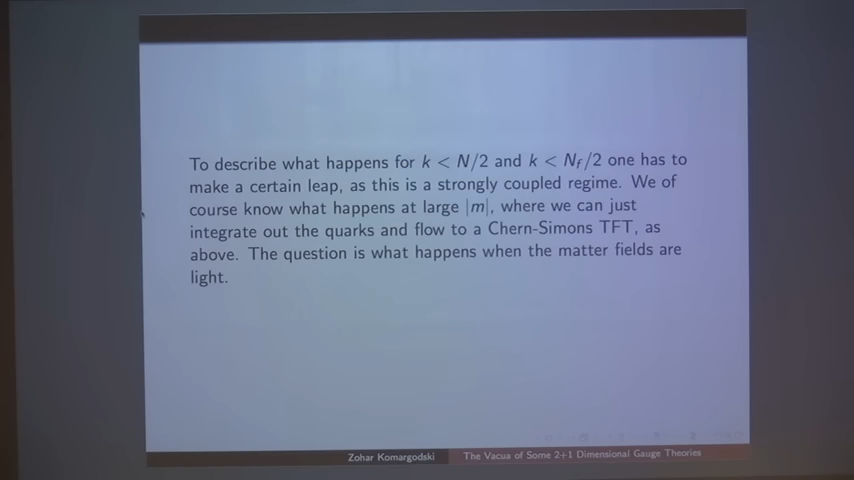 To describe what happens for k < N/2 and k < N_f/2 one has to
make a certain leap, as this is a strongly coupled regime. We of
course know what happens at large |m|, where we can just
integrate out the quarks and flow to a Chern-Simons TFT, as
above. The question is what happens when the matter fields are
light.
Zohar Komargodski
The Vacua of Some 2+1 Dimensional Gauge Theories